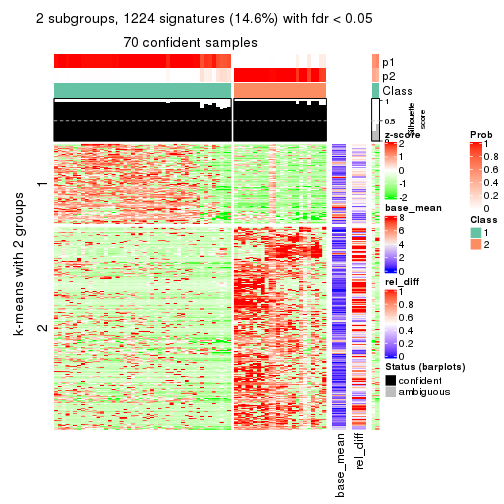 2 subgroups, 1224 signatures (14.6%) with fdr < 0.05
70 confident samples
p1
p2
Class
1
0.5
0
Silhouette
score
k-means with 2 groups
1
2
base_mean
rel_diff
z-score
2
1
0
-1
-2
base_mean
8
6
4
2
0
rel_diff
1
0.8
0.6
0.4
0.2
0
Status (barplots)
confident
ambiguous
Prob
1
0.8
0.6
0.4
0.2
0
Class
1
2